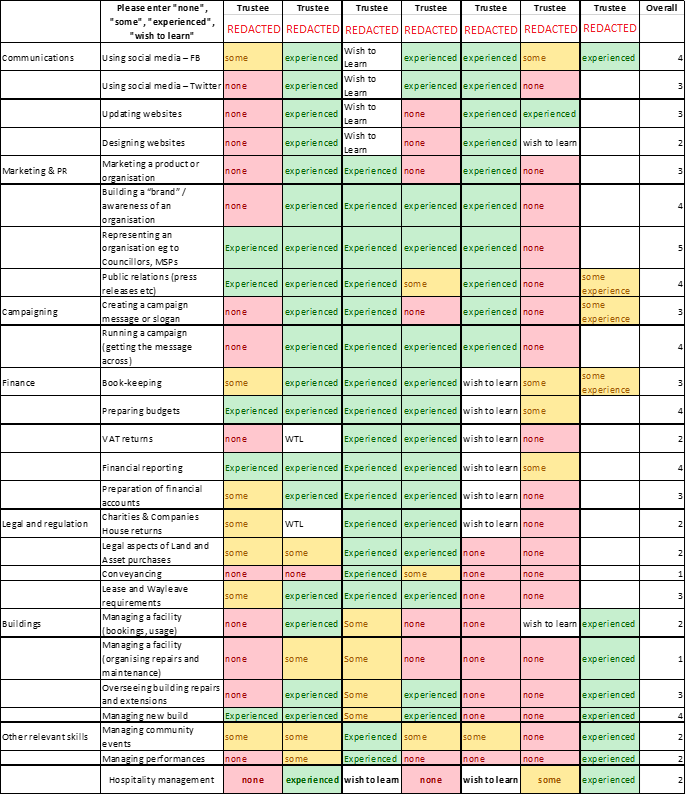 Please enter "none", Trustee Trustee Trustee Trustee Trustee Trustee Trustee Overall
"some", "experienced", REDACTED REDACTED REDACTED REDACTED REDACTED REDACTED REDACTED
"wish to learn"
Communications Using social media – FB some experienced Wish to Learn experienced experienced some experienced 4
Using social media – Twitter none experienced Wish to Learn experienced experienced none 3
Updating websites none experienced Wish to Learn none experienced experienced 3
Designing websites none experienced Wish to Learn none experienced wish to learn 2
Marketing & PR Marketing a product or organisation none experienced Experienced none experienced none 3
Building a “brand” / awareness of an organisation none experienced Experienced experienced experienced none 4
Representing an organisation eg to Councillors, MSPs Experienced experienced Experienced experienced experienced none 5
Public relations (press releases etc) Experienced experienced Experienced some experienced none some experience 4
Campaigning Creating a campaign message or slogan none experienced Experienced none experienced none some experience 3
Running a campaign (getting the message across) none experienced Experienced experienced experienced none 4
Finance Book-keeping some experienced Experienced experienced wish to learn some some experience 3
Preparing budgets Experienced experienced Experienced experienced wish to learn some 4
VAT returns none WTL Experienced experienced wish to learn none 2
Financial reporting Experienced experienced Experienced experienced wish to learn some 4
Preparation of financial accounts some experienced Experienced experienced wish to learn none 3
Legal and regulation Charities & Companies House returns some WTL Experienced experienced wish to learn none 2
Legal aspects of Land and Asset purchases some some Experienced experienced none none 2
Conveyancing none none Experienced some none none 1
Lease and Wayleave requirements some experienced Experienced experienced none none 3
Buildings Managing a facility (bookings, usage) none experienced Some none none wish to learn experienced 2
Managing a facility (organising repairs and maintenance) none some Some none none none experienced 1
Overseeing building repairs and extensions none experienced Some experienced none none experienced 3
Managing new build Experienced experienced Some experienced none none experienced 4
Other relevant skills Managing community events some some Experienced some some none experienced 2
Managing performances none some Experienced none none none experienced 2
Hospitality management none experienced wish to learn none wish to learn some experienced 2